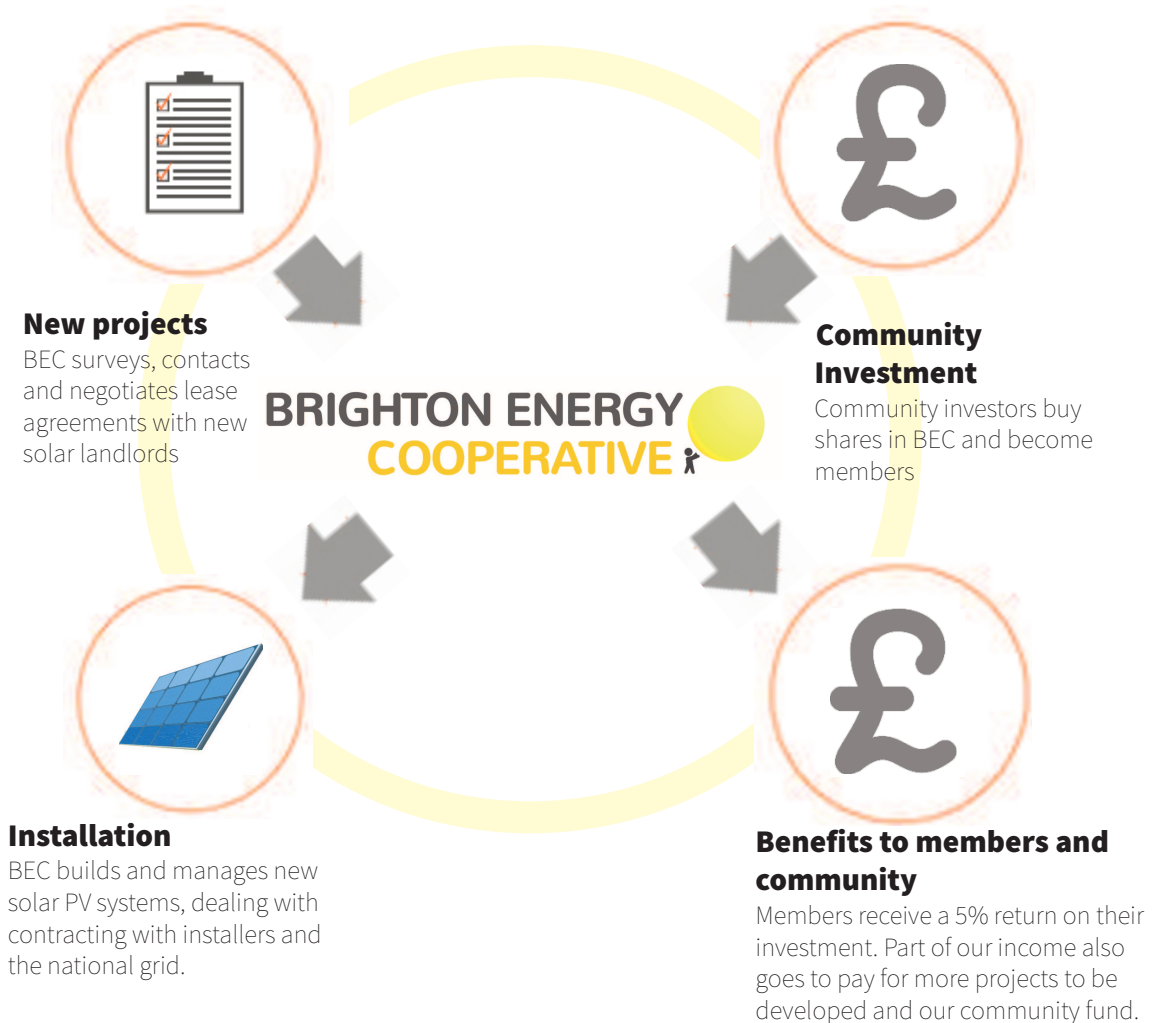 New projects
BEC surveys, contacts
and negotiates lease
agreements with new
solar landlords
Community
Investment
Community investors buy
shares in BEC and become
members
BRIGHTON ENERGY
COOPERATIVE
Installation
BEC builds and manages new
solar PV systems, dealing with
contracting with installers and
the national grid.
Benefits to members and
community
Members receive a 5% return on their
investment. Part of our income also
goes to pay for more projects to be
developed and our community fund.